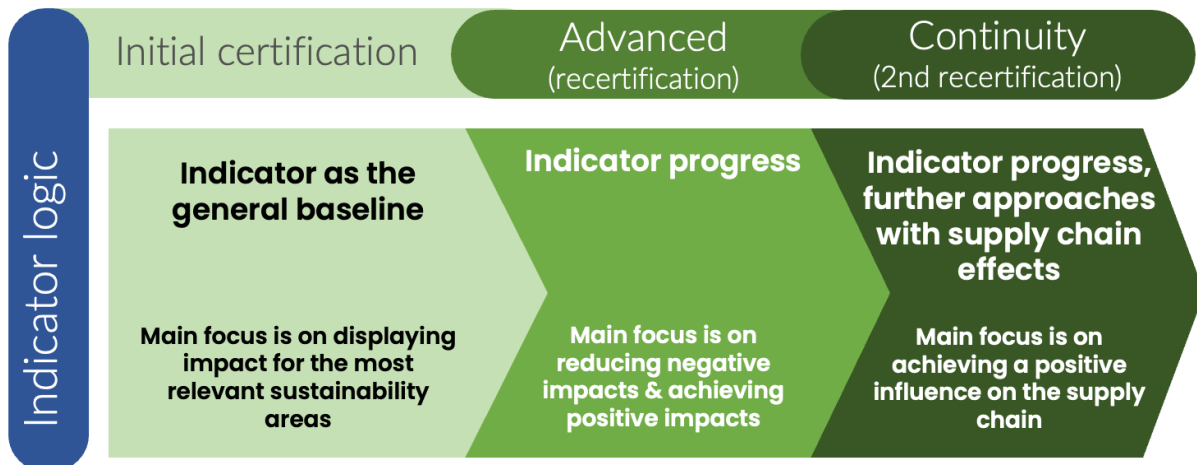 Indicator logic
Initial certification
Advanced
(recertification)
Continuity
(2nd recertification)
Indicator as the
general baseline
Main focus is on displaying
impact for the most
relevant sustainability
areas
Indicator progress
Main focus is on
reducing negative
impacts & achieving
positive impacts
Indicator progress,
further approaches
with supply chain
effects
Main focus is on
achieving a positive
influence on the supply
chain